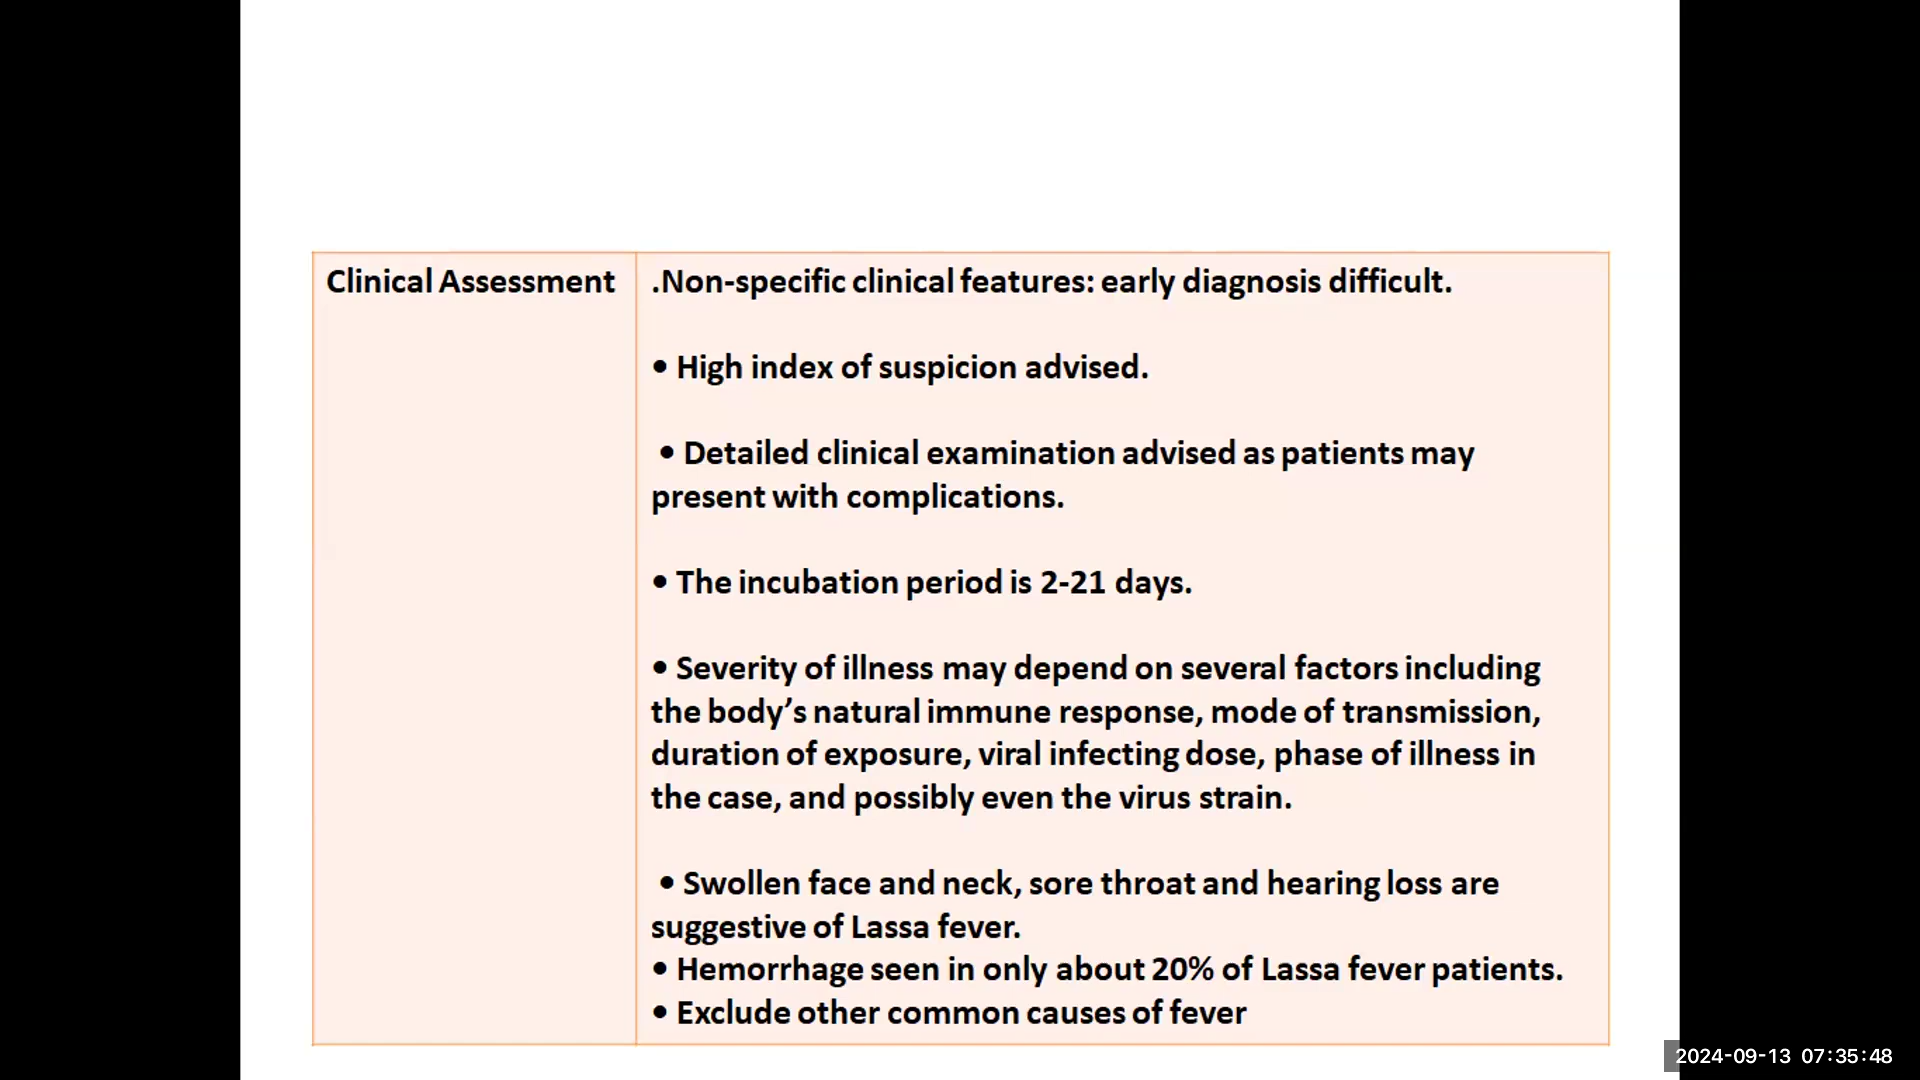 Clinical Assessment
.Non-specific clinical features: early diagnosis difficult.
• High index of suspicion advised.
• Detailed clinical examination advised as patients may
present with complications.
• The incubation period is 2-21 days.
• Severity of illness may depend on several factors including
the body’s natural immune response, mode of transmission,
duration of exposure, viral infecting dose, phase of illness in
the case, and possibly even the virus strain.
• Swollen face and neck, sore throat and hearing loss are
suggestive of Lassa fever.
• Hemorrhage seen in only about 20% of Lassa fever patients.
• Exclude other common causes of fever
2024-09-13 07:35:48